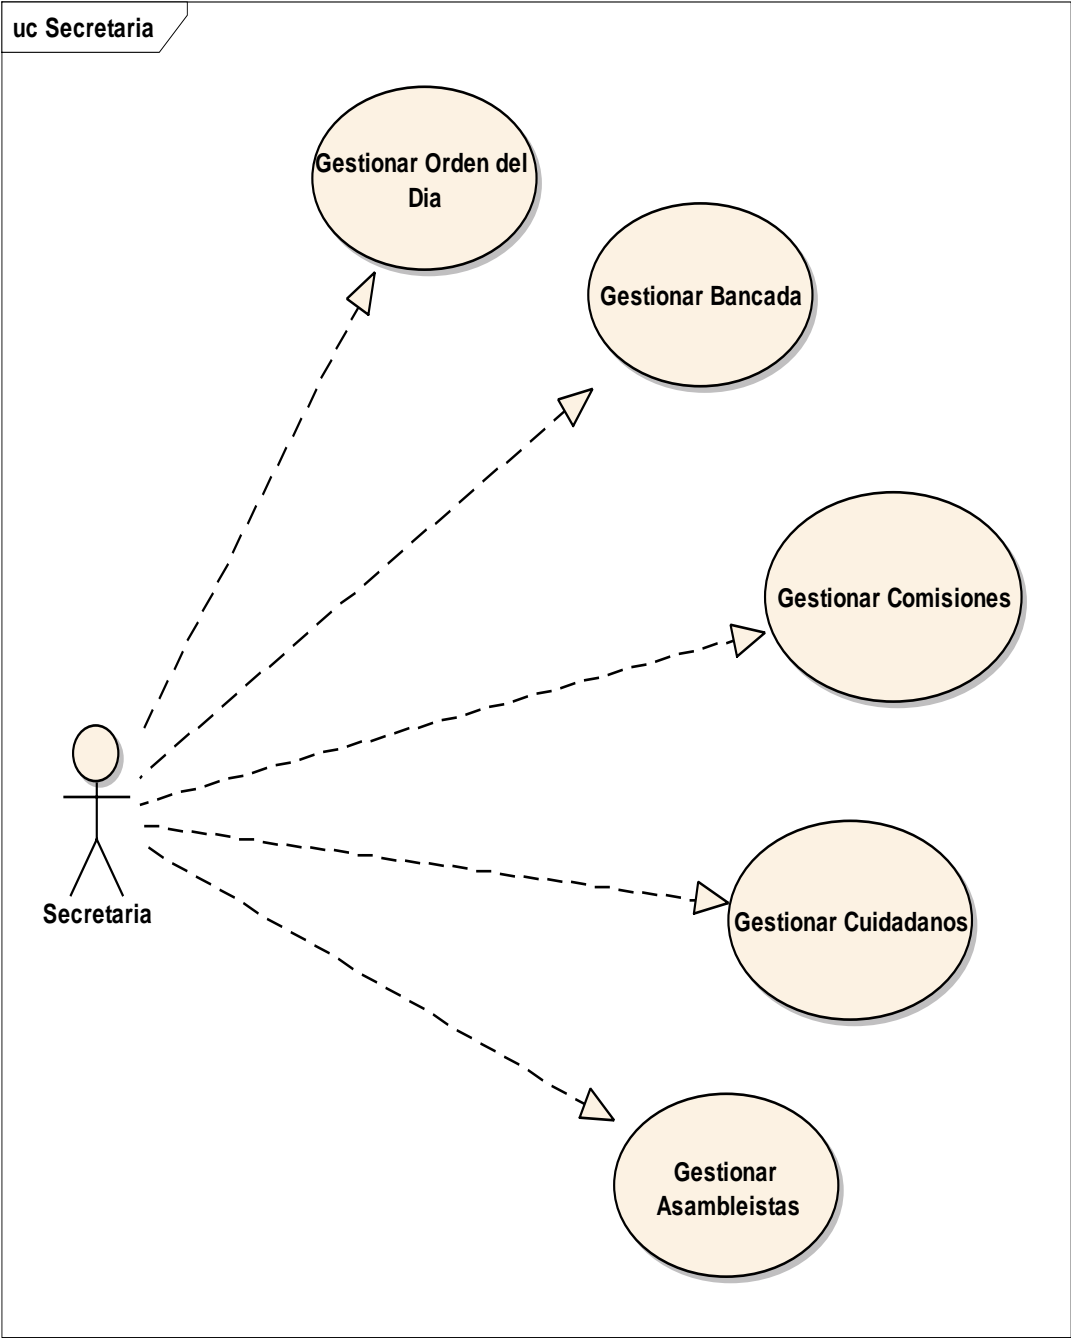 uc Secretaria
Gestionar Orden del
Dia
Gestionar Bancada
Gestionar Comisiones
Secretaria
Gestionar Cuidadanos
Gestionar
Asambleistas